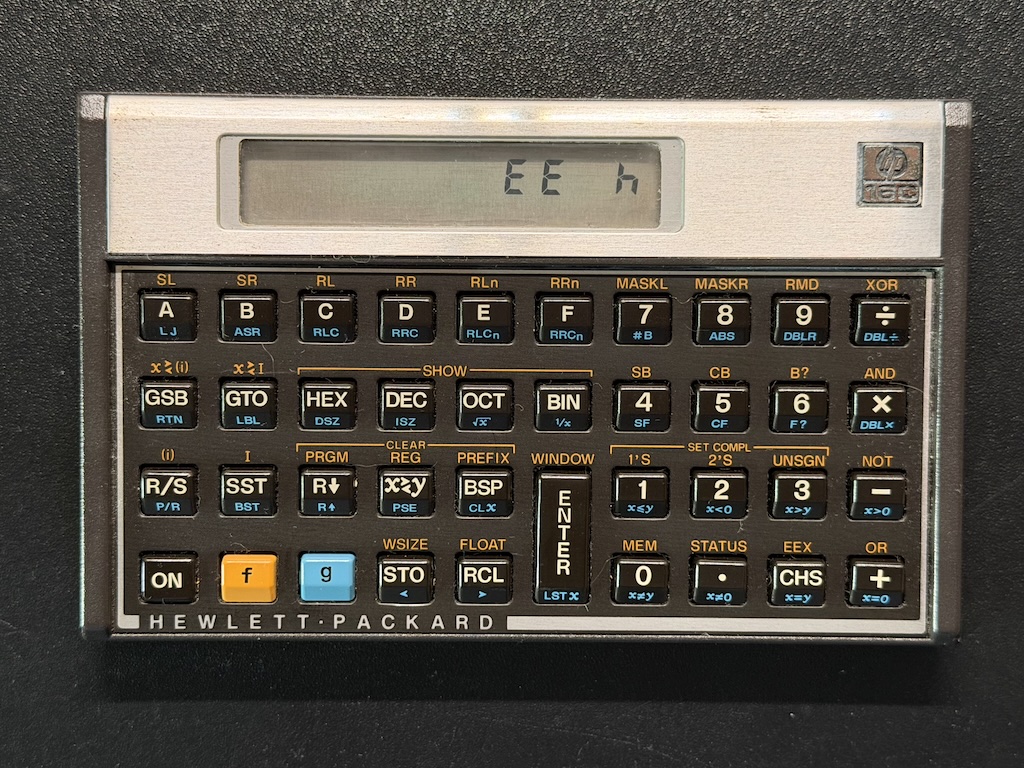 EE h
hp
16C
SL SR RL RR RLn RRn MASKL MASKR RMD XOR
A B C D E F 7 8 9 ÷
LJ ASR RLC RRC RLCn RRCn #B ABS DBLR DBL÷
x≷(i) x≷I SHOW SB CB B? AND
GSB GTO HEX DEC OCT BIN 4 5 6 ×
RTN LBL DSZ ISZ √x 1/x SF CF F? DBL×
CLEAR SET COMPL
(i) I PRGM REG PREFIX WINDOW 1'S 2'S UNSGN NOT
R/S SST R↓ x≷y BSP ENTER 1 2 3 −
P/R BST R↑ PSE CLx x≤y x<0 x>y x>0
WSIZE FLOAT MEM STATUS EEX OR
ON f g STO RCL 0 · CHS +
< > LSTx x≠y x≠0 x=y x=0
HEWLETT·PACKARD